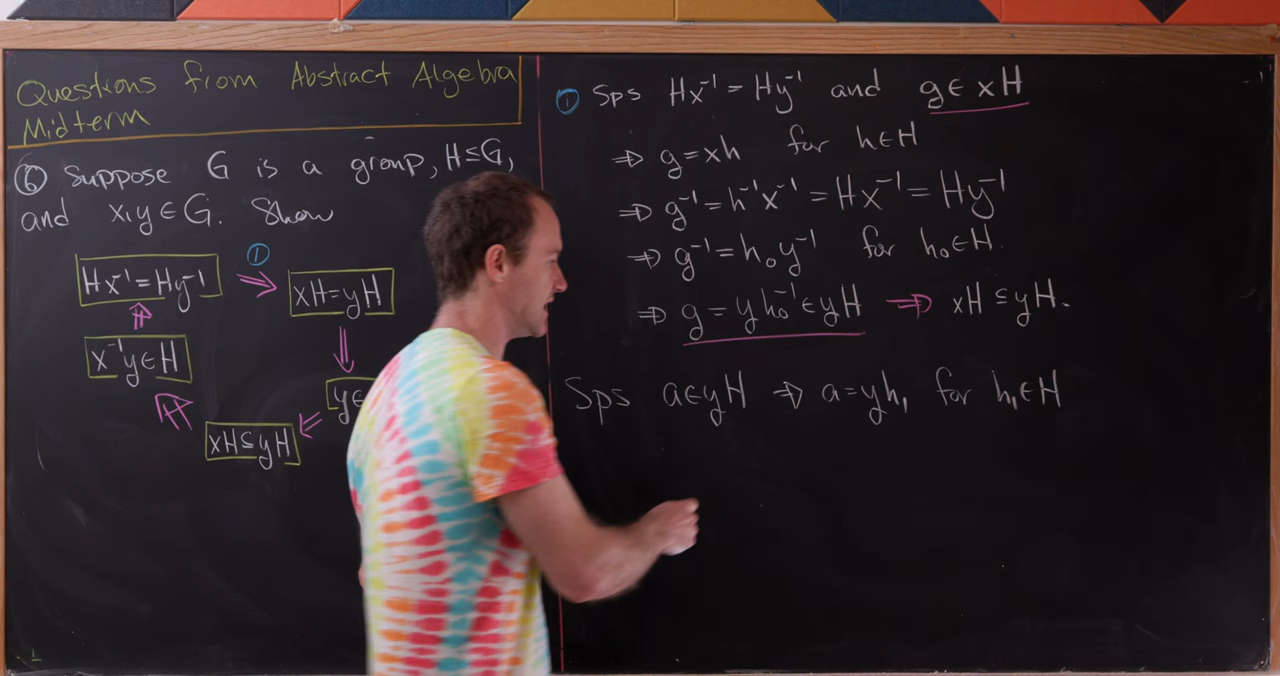 Questions from Abstract Algebra
Midterm
⑥ Suppose G is a group, H≤G,
and x,y∈G. Show
①
Hx⁻¹=Hy⁻¹ ⇒ xH=yH
⇑ ⇓
x⁻¹y∈H
y∈
⇑ xH⊆yH ⇐
① Sps Hx⁻¹=Hy⁻¹ and g∈xH
⇒ g=xh for h∈H
⇒ g⁻¹=h⁻¹x⁻¹=Hx⁻¹=Hy⁻¹
⇒ g⁻¹=h₀y⁻¹ for h₀∈H.
⇒ g=yh₀⁻¹∈yH ⇒ xH⊆yH.
Sps a∈yH ⇒ a=yh₁ for h₁∈H